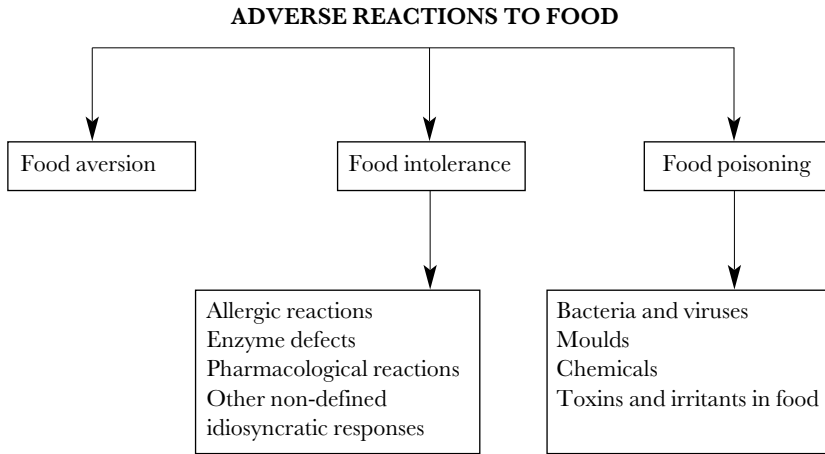 ADVERSE REACTIONS TO FOOD
Food aversion
Food intolerance
Food poisoning
Allergic reactions
Enzyme defects
Pharmacological reactions
Other non-defined
idiosyncratic responses
Bacteria and viruses
Moulds
Chemicals
Toxins and irritants in food